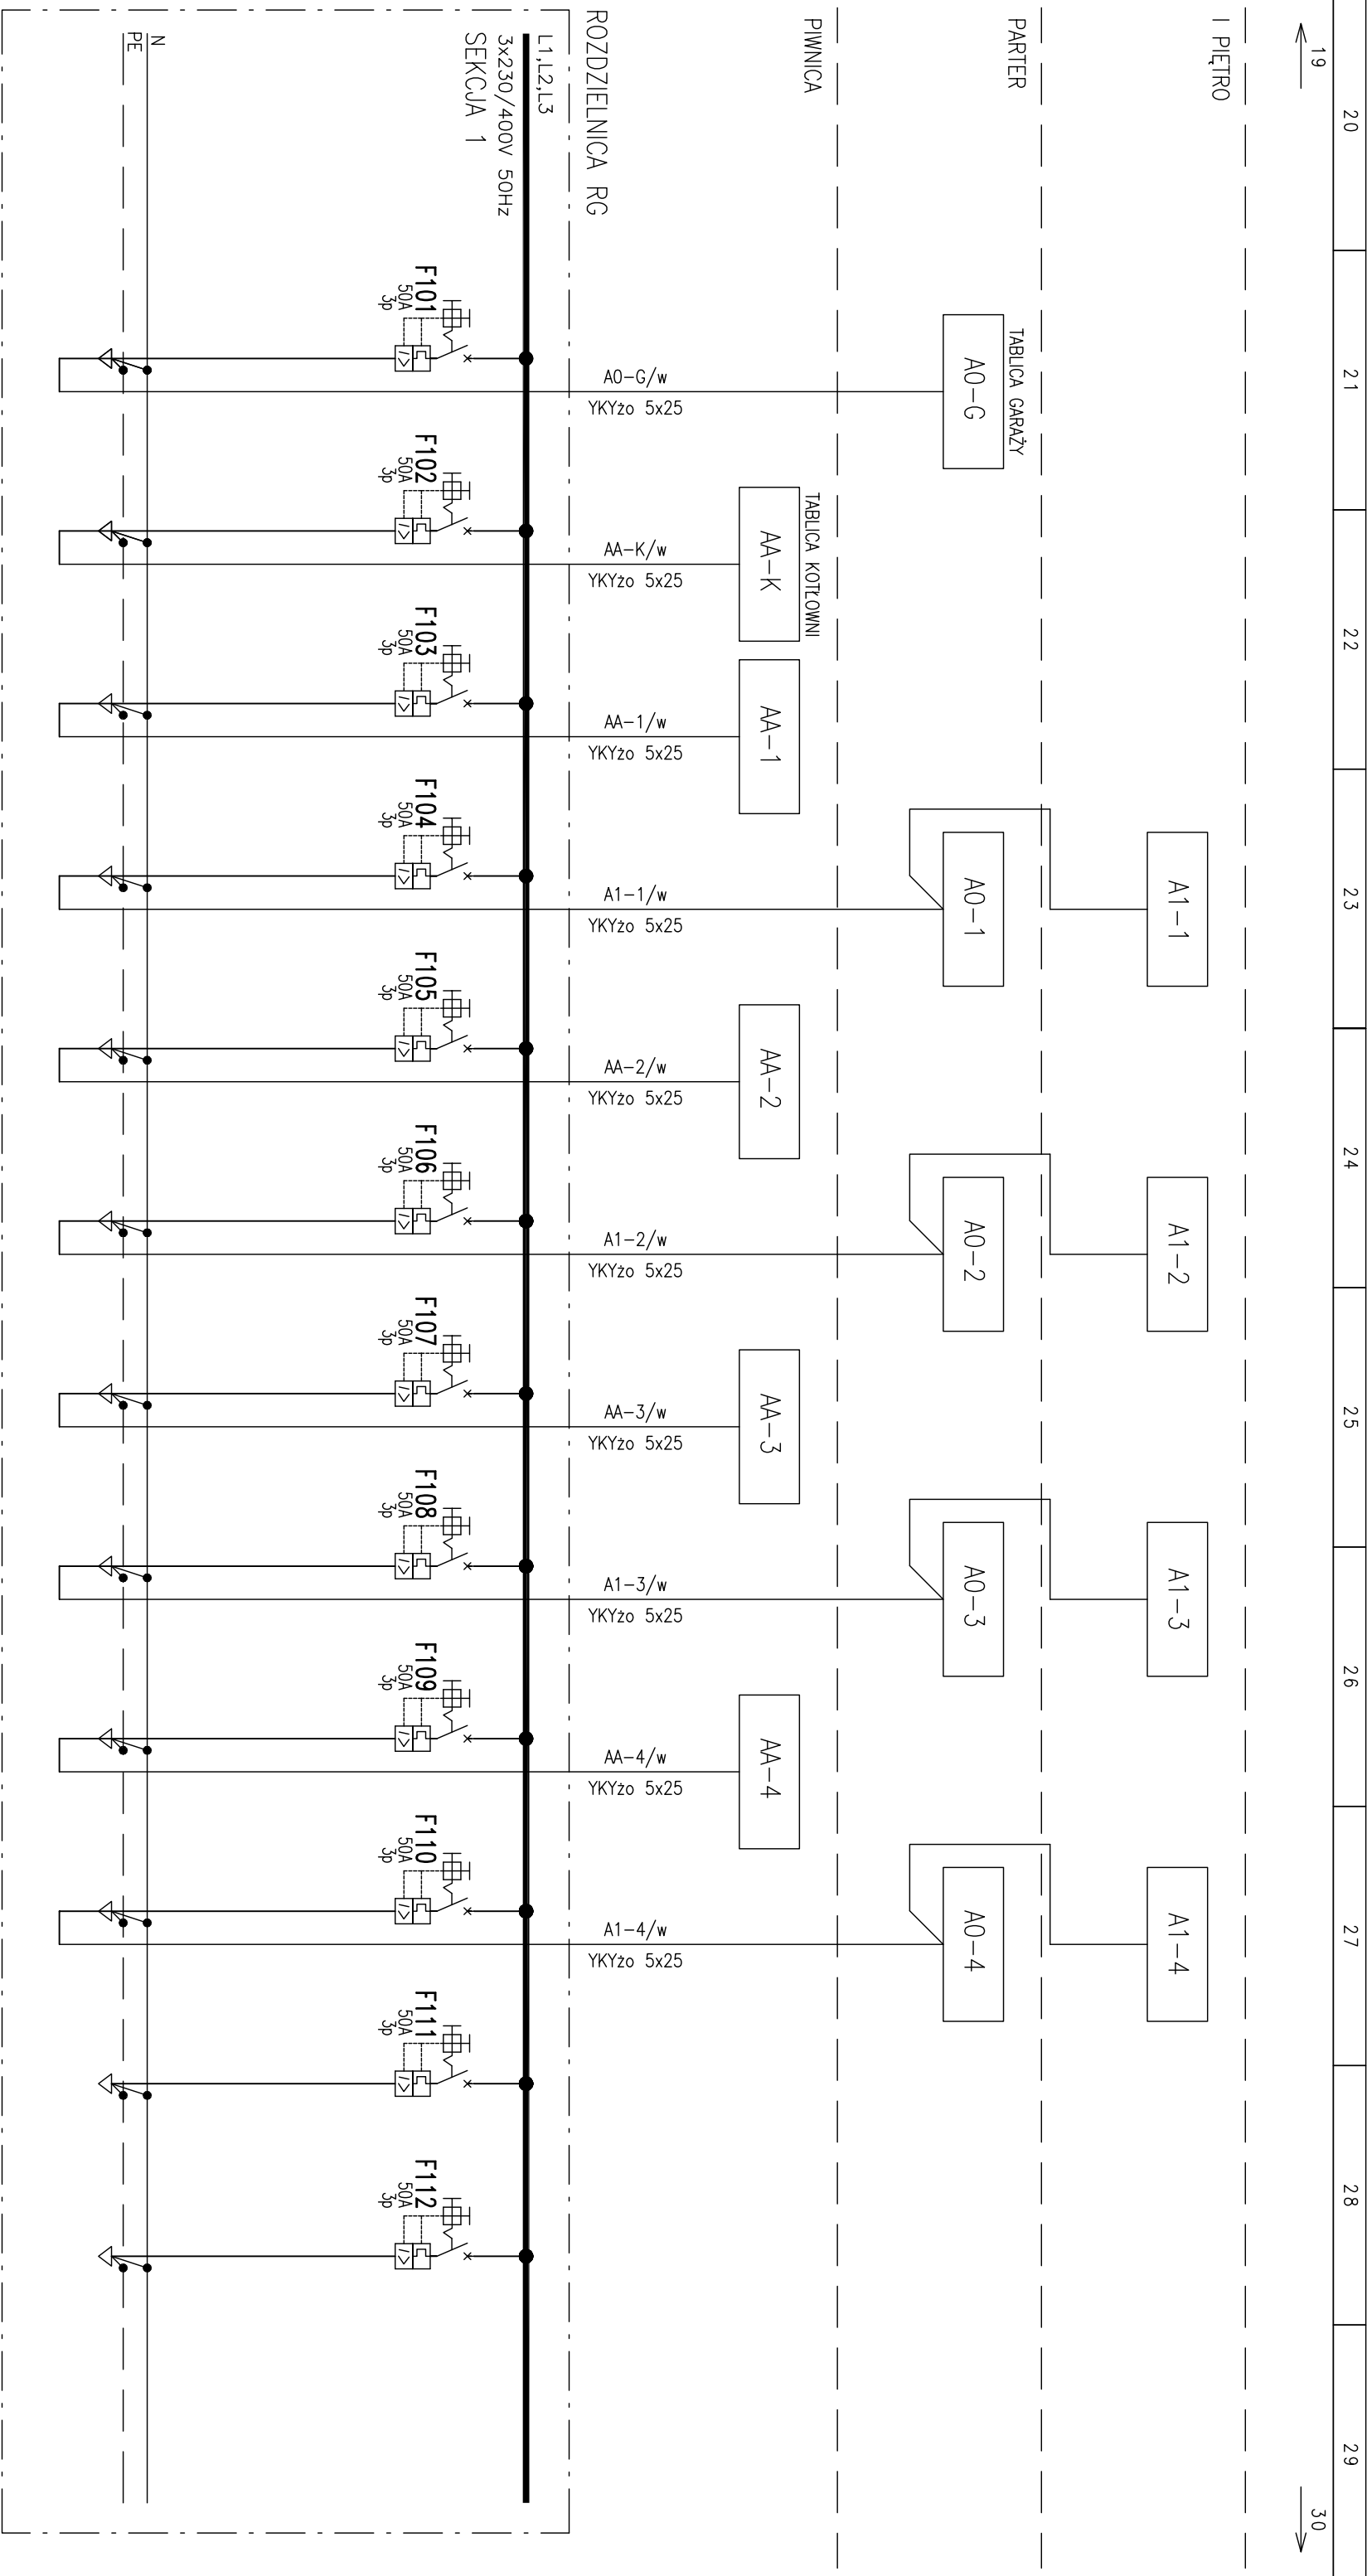 20
21
22
23
24
25
26
27
28
29
19
30
I PIĘTRO
A1-1
A1-2
A1-3
A1-4
PARTER
TABLICA GARAŻY
A0-G
A0-1
A0-2
A0-3
A0-4
PIWNICA
TABLICA KOTŁOWNI
AA-K
AA-1
AA-2
AA-3
AA-4
A0-G/w
YKYżo 5x25
AA-K/w
YKYżo 5x25
AA-1/w
YKYżo 5x25
A1-1/w
YKYżo 5x25
AA-2/w
YKYżo 5x25
A1-2/w
YKYżo 5x25
AA-3/w
YKYżo 5x25
A1-3/w
YKYżo 5x25
AA-4/w
YKYżo 5x25
A1-4/w
YKYżo 5x25
ROZDZIELNICA RG
L1,L2,L3
3x230/400V 50Hz
SEKCJA 1
F101
50A
3p
F102
50A
3p
F103
50A
3p
F104
50A
3p
F105
50A
3p
F106
50A
3p
F107
50A
3p
F108
50A
3p
F109
50A
3p
F110
50A
3p
F111
50A
3p
F112
50A
3p
N
PE